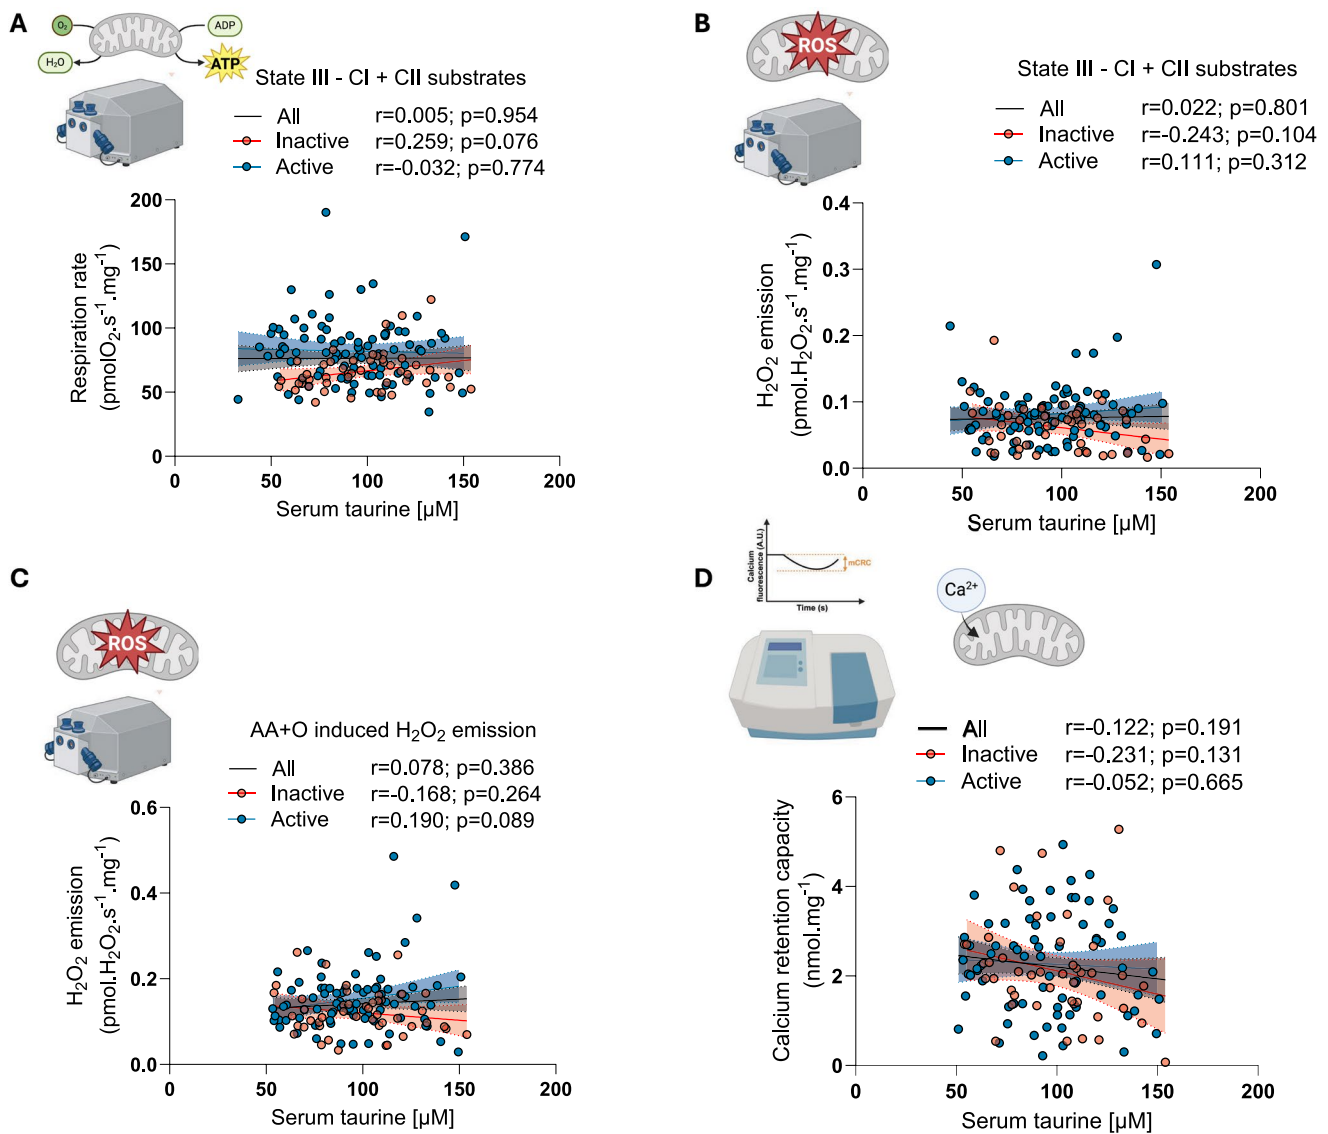 A
O₂
ADP
H₂O
ATP
State III - CI + CII substrates
All r=0.005; p=0.954
Inactive r=0.259; p=0.076
Active r=-0.032; p=0.774
200
150
100
50
0
Respiration rate
(pmolO₂.s⁻¹.mg⁻¹)
0 50 100 150 200
Serum taurine [µM]
B
ROS
State III - CI + CII substrates
All r=0.022; p=0.801
Inactive r=-0.243; p=0.104
Active r=0.111; p=0.312
0.4
0.3
0.2
0.1
0.0
H₂O₂ emission
(pmol.H₂O₂.s⁻¹.mg⁻¹)
0 50 100 150 200
Serum taurine [µM]
C
ROS
AA+O induced H₂O₂ emission
All r=0.078; p=0.386
Inactive r=-0.168; p=0.264
Active r=0.190; p=0.089
0.6
0.4
0.2
0.0
H₂O₂ emission
(pmol.H₂O₂.s⁻¹.mg⁻¹)
0 50 100 150 200
Serum taurine [µM]
D
Calcium
fluorescence (A.U.)
mCRC
Time (s)
Ca²⁺
All r=-0.122; p=0.191
Inactive r=-0.231; p=0.131
Active r=-0.052; p=0.665
6
4
2
0
Calcium retention capacity
(nmol.mg⁻¹)
0 50 100 150 200
Serum taurine [µM]